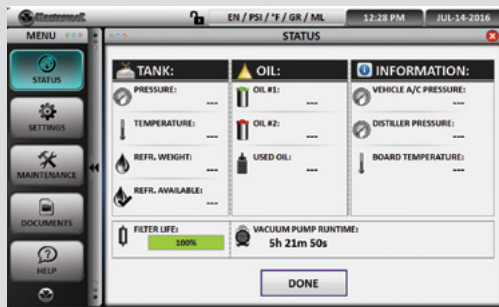 Mastercool
EN / PSI / °F / GR / ML
12:28 PM
JUL-14-2016
MENU
STATUS
STATUS
SETTINGS
MAINTENANCE
DOCUMENTS
HELP
TANK:
PRESSURE:
---
TEMPERATURE:
---
REFR. WEIGHT:
---
REFR. AVAILABLE:
---
OIL:
OIL #1:
---
OIL #2:
---
USED OIL:
---
INFORMATION:
VEHICLE A/C PRESSURE:
---
DISTILLER PRESSURE:
---
BOARD TEMPERATURE:
---
FILTER LIFE:
100%
VACUUM PUMP RUNTIME:
5h 21m 50s
DONE